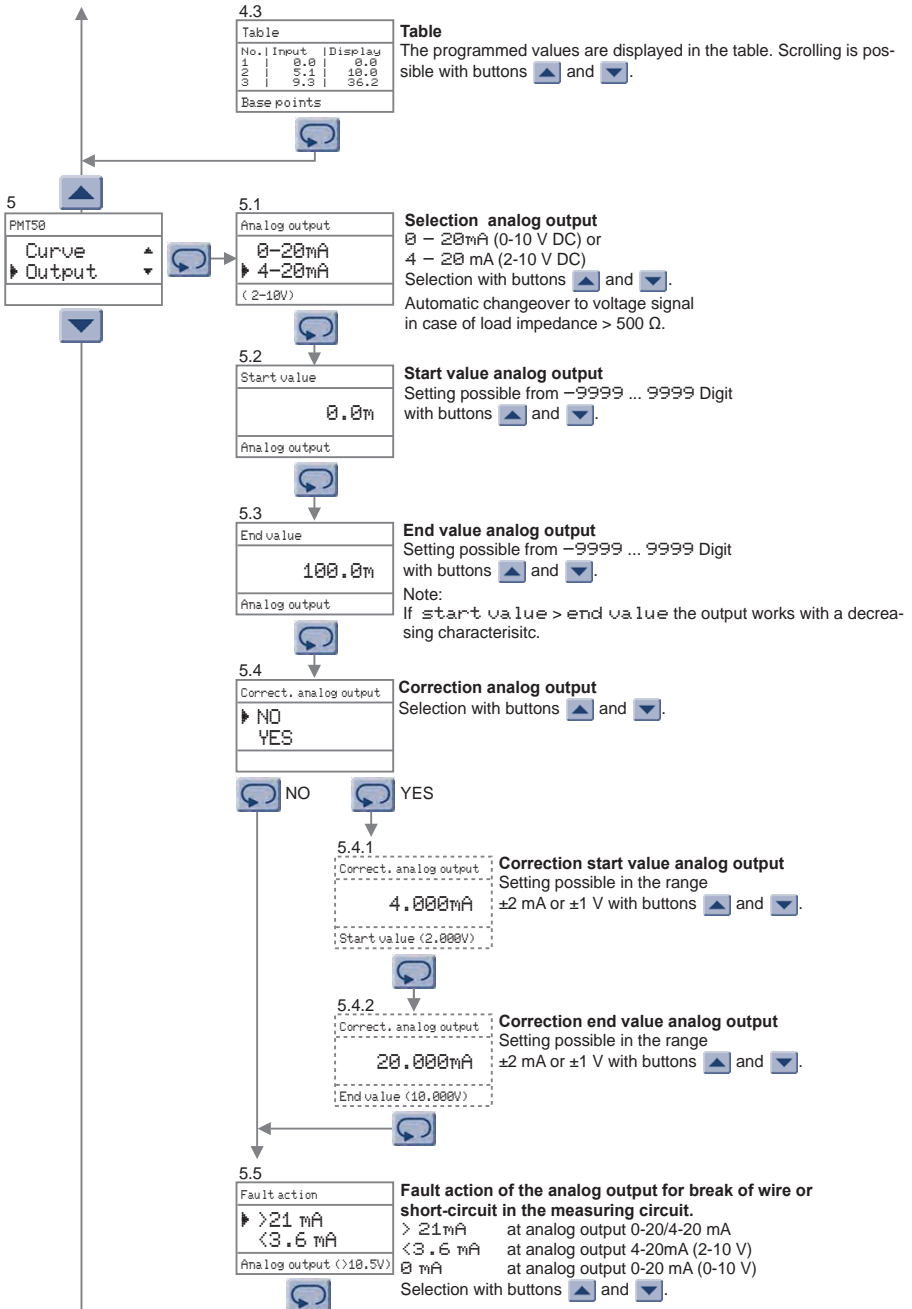 4.3
Table
No.|Input |Display
1 | 0.0 | 0.0
2 | 5.1 | 10.0
3 | 9.3 | 36.2
Base points
Table
The programmed values are displayed in the table. Scrolling is pos-
sible with buttons ▲ and ▼.
5
PMT50
Curve ▲
▶ Output ▼
5.1
Analog output
0-20mA
▶ 4-20mA
( 2-10V)
Selection analog output
0 - 20mA (0-10 V DC) or
4 - 20 mA (2-10 V DC)
Selection with buttons ▲ and ▼.
Automatic changeover to voltage signal
in case of load impedance > 500 Ω.
5.2
Start value
0.0m
Analog output
Start value analog output
Setting possible from -9999 ... 9999 Digit
with buttons ▲ and ▼.
5.3
End value
100.0m
Analog output
End value analog output
Setting possible from -9999 ... 9999 Digit
with buttons ▲ and ▼.
Note:
If start value > end value the output works with a decrea-
sing characterisitc.
5.4
Correct. analog output
▶ NO
YES
Correction analog output
Selection with buttons ▲ and ▼.
NO
YES
5.4.1
Correct. analog output
4.000mA
Start value (2.000V)
Correction start value analog output
Setting possible in the range
±2 mA or ±1 V with buttons ▲ and ▼.
5.4.2
Correct. analog output
20.000mA
End value (10.000V)
Correction end value analog output
Setting possible in the range
±2 mA or ±1 V with buttons ▲ and ▼.
5.5
Fault action
▶ >21 mA
<3.6 mA
Analog output (>10.5V)
Fault action of the analog output for break of wire or
short-circuit in the measuring circuit.
> 21mA at analog output 0-20/4-20 mA
<3.6 mA at analog output 4-20mA (2-10 V)
0 mA at analog output 0-20 mA (0-10 V)
Selection with buttons ▲ and ▼.